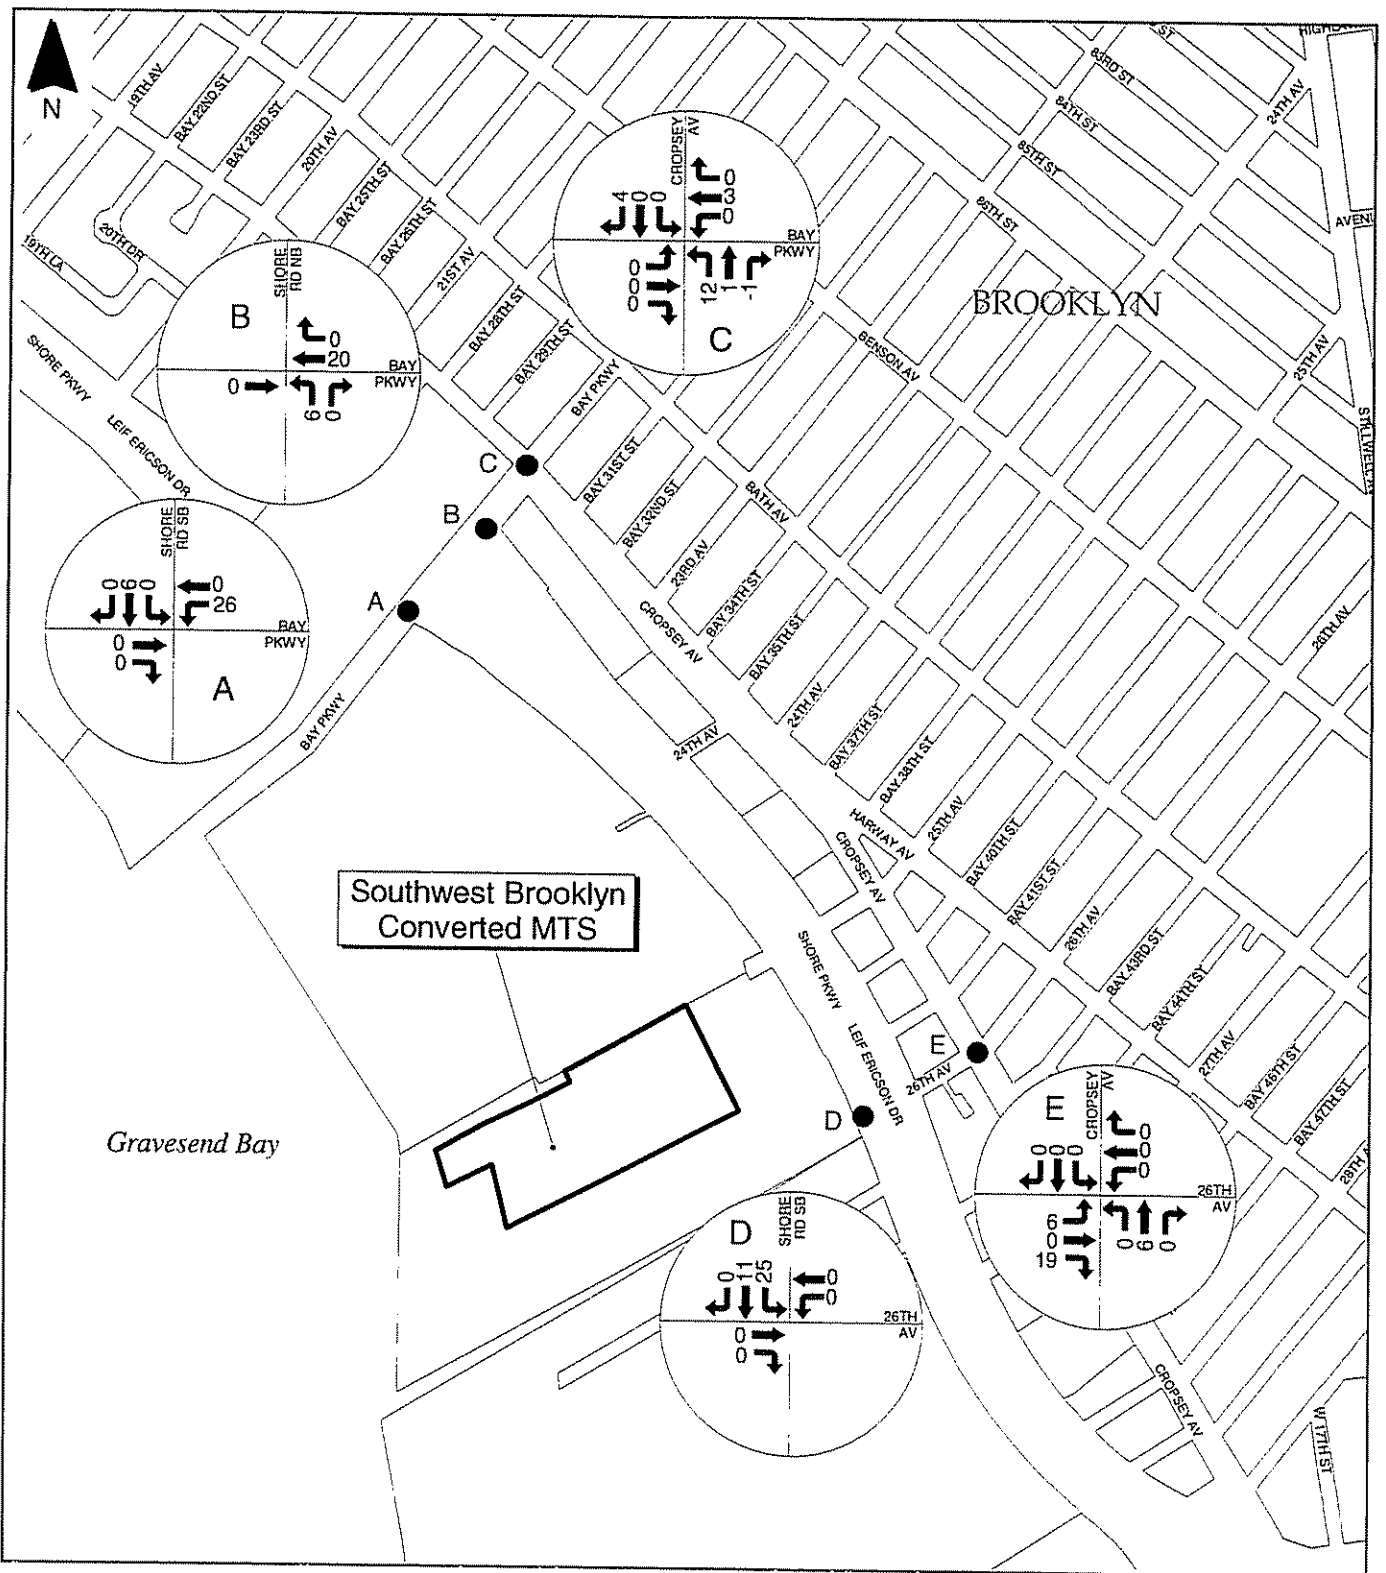 N
19TH AV
BAY 22ND ST
BAY 23RD ST
20TH AV
BAY 25TH ST
BAY 26TH ST
21ST AV
BAY 28TH ST
BAY 29TH ST
BAY PKWY
BAY 31ST ST
BAY 32ND ST
23RD AV
BAY 34TH ST
BAY 35TH ST
24TH AV
BAY 37TH ST
BAY 38TH ST
25TH AV
BAY 40TH ST
BAY 41ST ST
26TH AV
BAY 43RD ST
BAY 44TH ST
27TH AV
BAY 46TH ST
BAY 47TH ST
83RD ST
84TH ST
85TH ST
86TH ST
24TH AV
25TH AV
26TH AV
BENSON AV
BATH AV
CROPSEY AV
HARWAY AV
CROPSEY AV
CROPSEY AV
W 17TH ST
19TH LA
20TH DR
SHORE PKWY
LEIF ERICSON DR
BROOKLYN
C
CROPSEY
AV
4 0 0
0
3
0
BAY
PKWY
0
0
0
12 1 -1
B
SHORE
RD NB
0
20
BAY
PKWY
0
6 0
A
SHORE
RD SB
0 6 0
0
26
BAY
PKWY
0
0
C
B
A
BAY PKWY
24TH AV
Southwest Brooklyn
Converted MTS
SHORE PKWY
LEIF ERICSON DR
26TH AV
E
D
Gravesend Bay
E
CROPSEY
AV
0 0 0
0
0
0
26TH
AV
6
0
19
0 6 0
D
SHORE
RD SB
0 11 25
0
0
26TH
AV
0
0